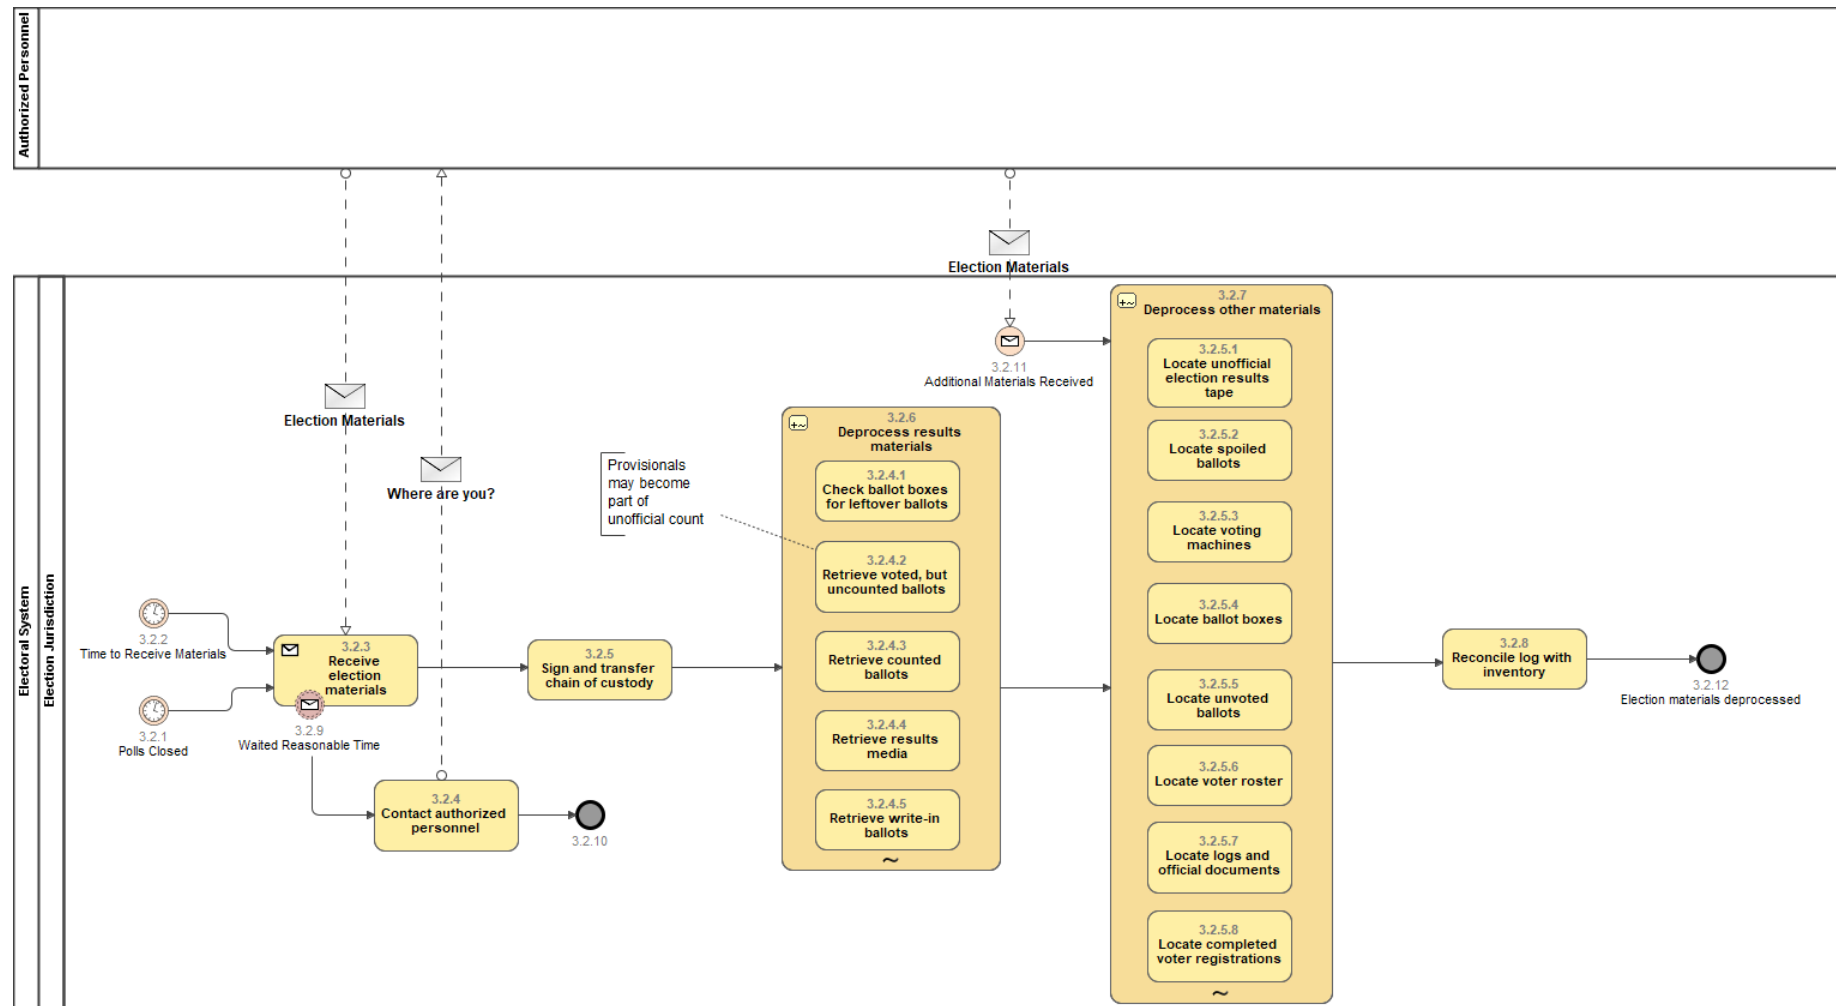 Authorized Personnel
Election Materials
Election Materials
Where are you?
Electoral System
Election Jurisdiction
3.2.2
Time to Receive Materials
3.2.1
Polls Closed
3.2.3
Receive
election
materials
3.2.9
Waited Reasonable Time
3.2.4
Contact authorized
personnel
3.2.10
3.2.5
Sign and transfer
chain of custody
Provisionals
may become
part of
unofficial count
3.2.6
Deprocess results
materials
3.2.4.1
Check ballot boxes
for leftover ballots
3.2.4.2
Retrieve voted, but
uncounted ballots
3.2.4.3
Retrieve counted
ballots
3.2.4.4
Retrieve results
media
3.2.4.5
Retrieve write-in
ballots
~
3.2.11
Additional Materials Received
3.2.7
Deprocess other materials
3.2.5.1
Locate unofficial
election results
tape
3.2.5.2
Locate spoiled
ballots
3.2.5.3
Locate voting
machines
3.2.5.4
Locate ballot boxes
3.2.5.5
Locate unvoted
ballots
3.2.5.6
Locate voter roster
3.2.5.7
Locate logs and
official documents
3.2.5.8
Locate completed
voter registrations
~
3.2.8
Reconcile log with
inventory
3.2.12
Election materials deprocessed